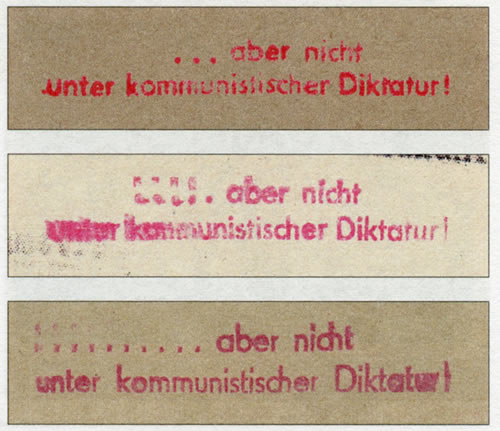 ... aber nicht
unter kommunistischer Diktatur!
..... aber nicht
unter kommunistischer Diktatur!
.......... aber nicht
unter kommunistischer Diktatur!